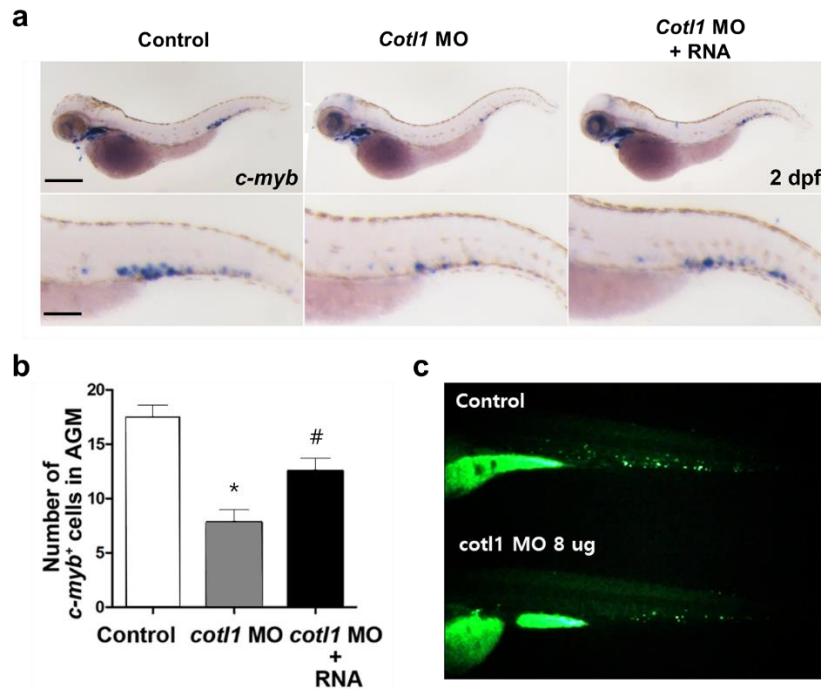 a
Control
Cotl1 MO
Cotl1 MO
+ RNA
c-myb
2 dpf
b
Number of
c-myb⁺ cells in AGM
20
15
10
5
0
*
#
Control
cotl1 MO
cotl1 MO
+
RNA
c
Control
cotl1 MO 8 ug